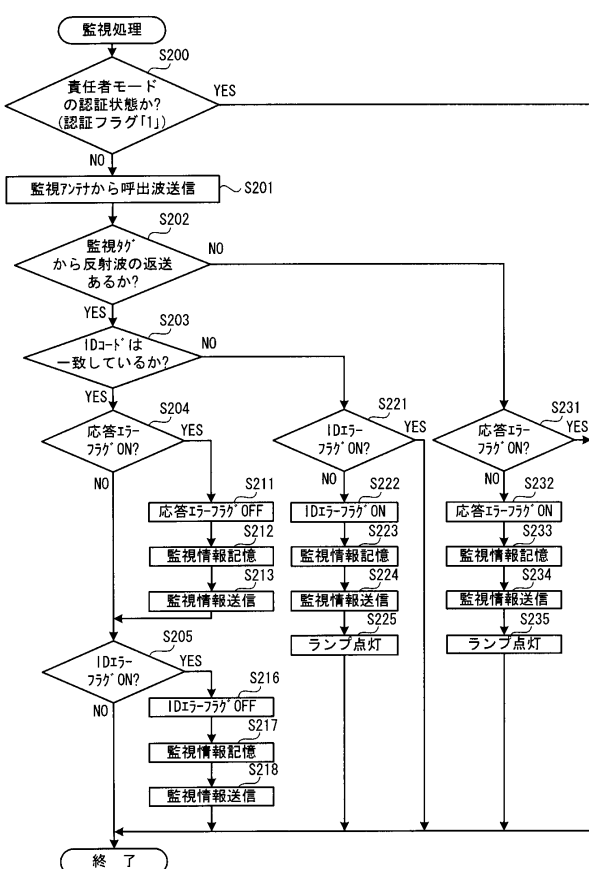 監視処理
S200
責任者モード
の認証状態か?
(認証フラグ「1」)
YES
NO
監視アンテナから呼出波送信
S201
S202
監視タグ
から反射波の返送
あるか?
NO
YES
S203
IDコードは
一致しているか?
NO
YES
S204
応答エラー
フラグON?
YES
NO
S221
IDエラー
フラグON?
YES
NO
S231
応答エラー
フラグON?
YES
NO
S211
応答エラーフラグOFF
S212
監視情報記憶
S213
監視情報送信
S222
IDエラーフラグON
S223
監視情報記憶
S224
監視情報送信
S225
ランプ点灯
S232
応答エラーフラグON
S233
監視情報記憶
S234
監視情報送信
S235
ランプ点灯
S205
IDエラー
フラグON?
YES
NO
S216
IDエラーフラグOFF
S217
監視情報記憶
S218
監視情報送信
終 了